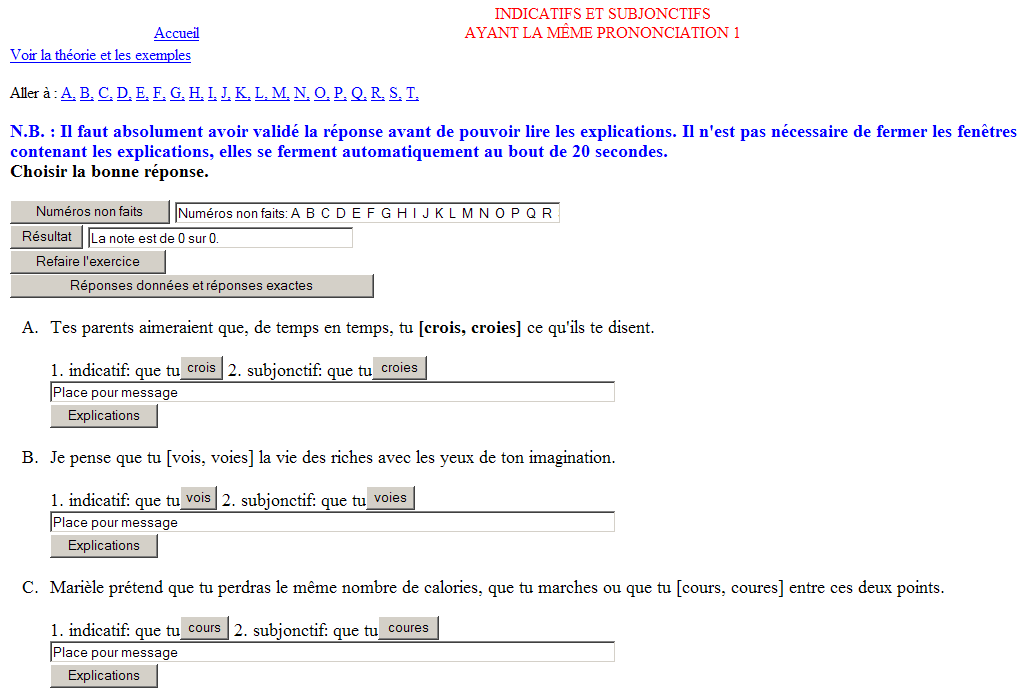 INDICATIFS ET SUBJONCTIFS
Accueil AYANT LA MÊME PRONONCIATION 1
Voir la théorie et les exemples
Aller à : A, B, C, D, E, F, G, H, I, J, K, L, M, N, O, P, Q, R, S, T,
N.B. : Il faut absolument avoir validé la réponse avant de pouvoir lire les explications. Il n'est pas nécessaire de fermer les fenêtres
contenant les explications, elles se ferment automatiquement au bout de 20 secondes.
Choisir la bonne réponse.
Numéros non faits Numéros non faits: A B C D E F G H I J K L M N O P Q R
Résultat La note est de 0 sur 0.
Refaire l'exercice
Réponses données et réponses exactes
A. Tes parents aimeraient que, de temps en temps, tu [crois, croies] ce qu'ils te disent.
1. indicatif: que tu crois 2. subjonctif: que tu croies
Place pour message
Explications
B. Je pense que tu [vois, voies] la vie des riches avec les yeux de ton imagination.
1. indicatif: que tu vois 2. subjonctif: que tu voies
Place pour message
Explications
C. Marièle prétend que tu perdras le même nombre de calories, que tu marches ou que tu [cours, coures] entre ces deux points.
1. indicatif: que tu cours 2. subjonctif: que tu coures
Place pour message
Explications